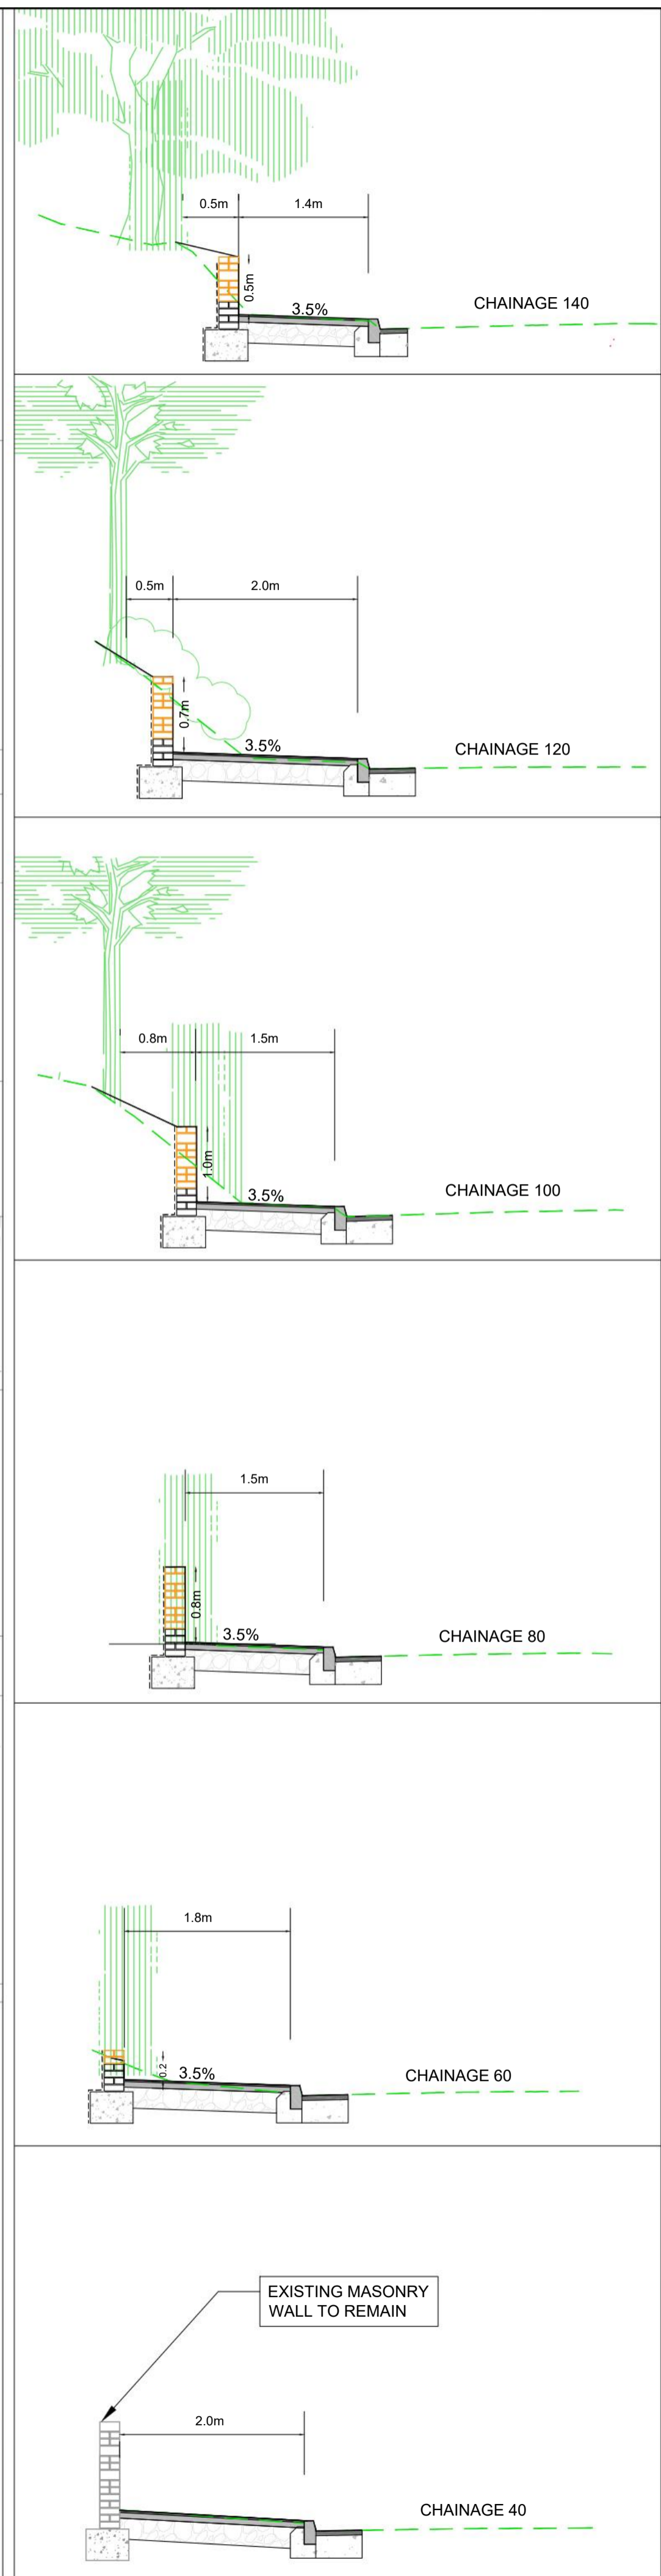 0.5m
1.4m
0.5m
3.5%
CHAINAGE 140
0.5m
2.0m
0.7m
3.5%
CHAINAGE 120
0.8m
1.5m
1.0m
3.5%
CHAINAGE 100
1.5m
0.8m
3.5%
CHAINAGE 80
1.8m
0.2
3.5%
CHAINAGE 60
EXISTING MASONRY
WALL TO REMAIN
2.0m
CHAINAGE 40